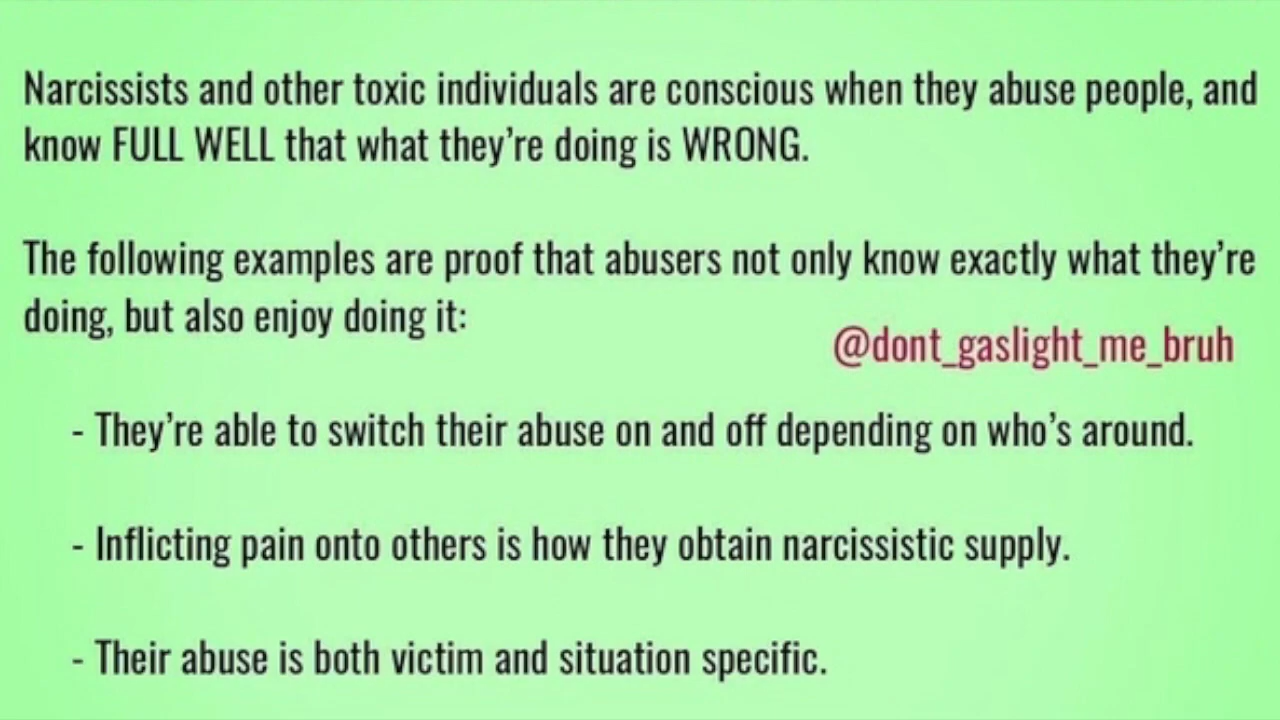 Narcissists and other toxic individuals are conscious when they abuse people, and
know FULL WELL that what they're doing is WRONG.
The following examples are proof that abusers not only know exactly what they're
doing, but also enjoy doing it:
@dont_gaslight_me_bruh
- They're able to switch their abuse on and off depending on who's around.
- Inflicting pain onto others is how they obtain narcissistic supply.
- Their abuse is both victim and situation specific.